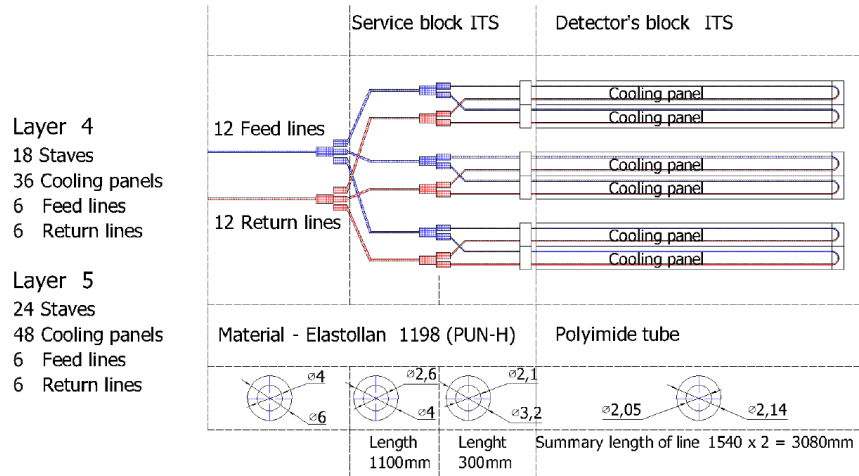 Service block ITS
Detector's block ITS
Cooling panel
Cooling panel
Layer 4
12 Feed lines
18 Staves
36 Cooling panels
6 Feed lines
6 Return lines
Cooling panel
Cooling panel
12 Return lines
Cooling panel
Cooling panel
Layer 5
24 Staves
48 Cooling panels
6 Feed lines
6 Return lines
Material - Elastollan 1198 (PUN-H)
Polyimide tube
⌀4
⌀6
⌀2,6
⌀4
⌀2,1
⌀3,2
⌀2,05
⌀2,14
Length
1100mm
Lenght
300mm
Summary length of line 1540 x 2 = 3080mm